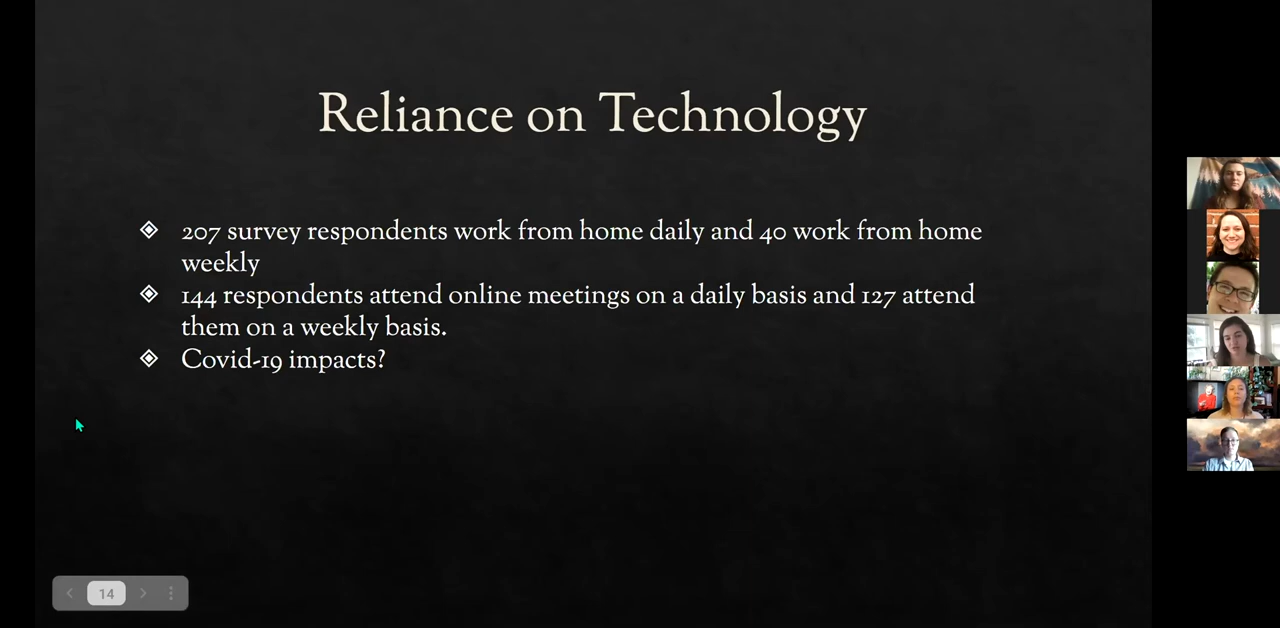 Reliance on Technology
207 survey respondents work from home daily and 40 work from home
weekly
144 respondents attend online meetings on a daily basis and 127 attend
them on a weekly basis.
Covid-19 impacts?
14